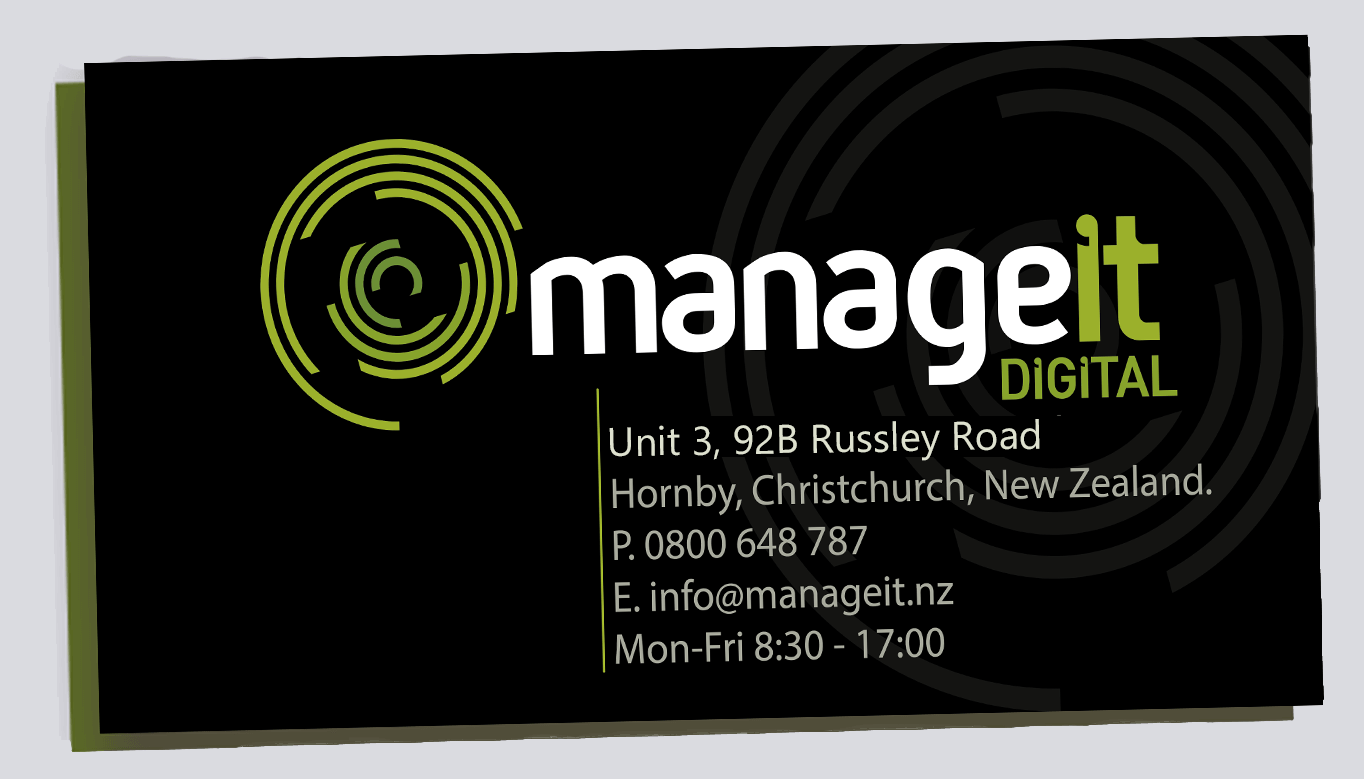 manageit
DiGiTAL
Unit 3, 92B Russley Road
Hornby, Christchurch, New Zealand.
P. 0800 648 787
E. info@manageit.nz
Mon-Fri 8:30 - 17:00